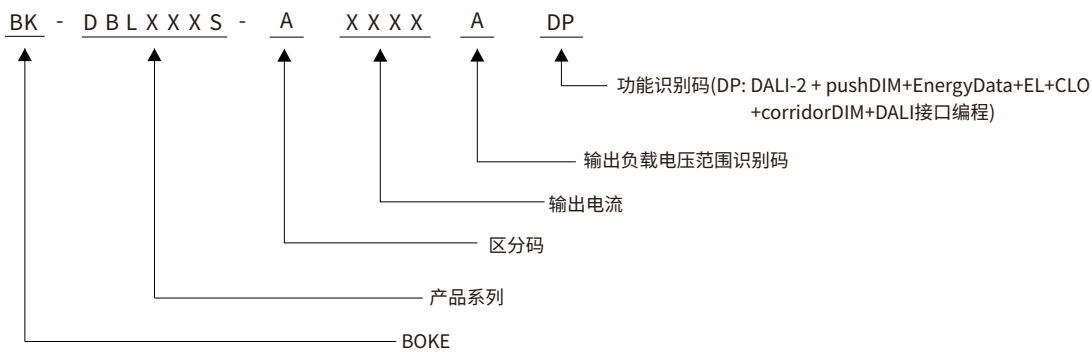 BK - DBLXXXS - A XXXX A DP
功能识别码(DP: DALI-2 + pushDIM+EnergyData+EL+CLO
+corridorDIM+DALI接口编程)
输出负载电压范围识别码
输出电流
区分码
产品系列
BOKE